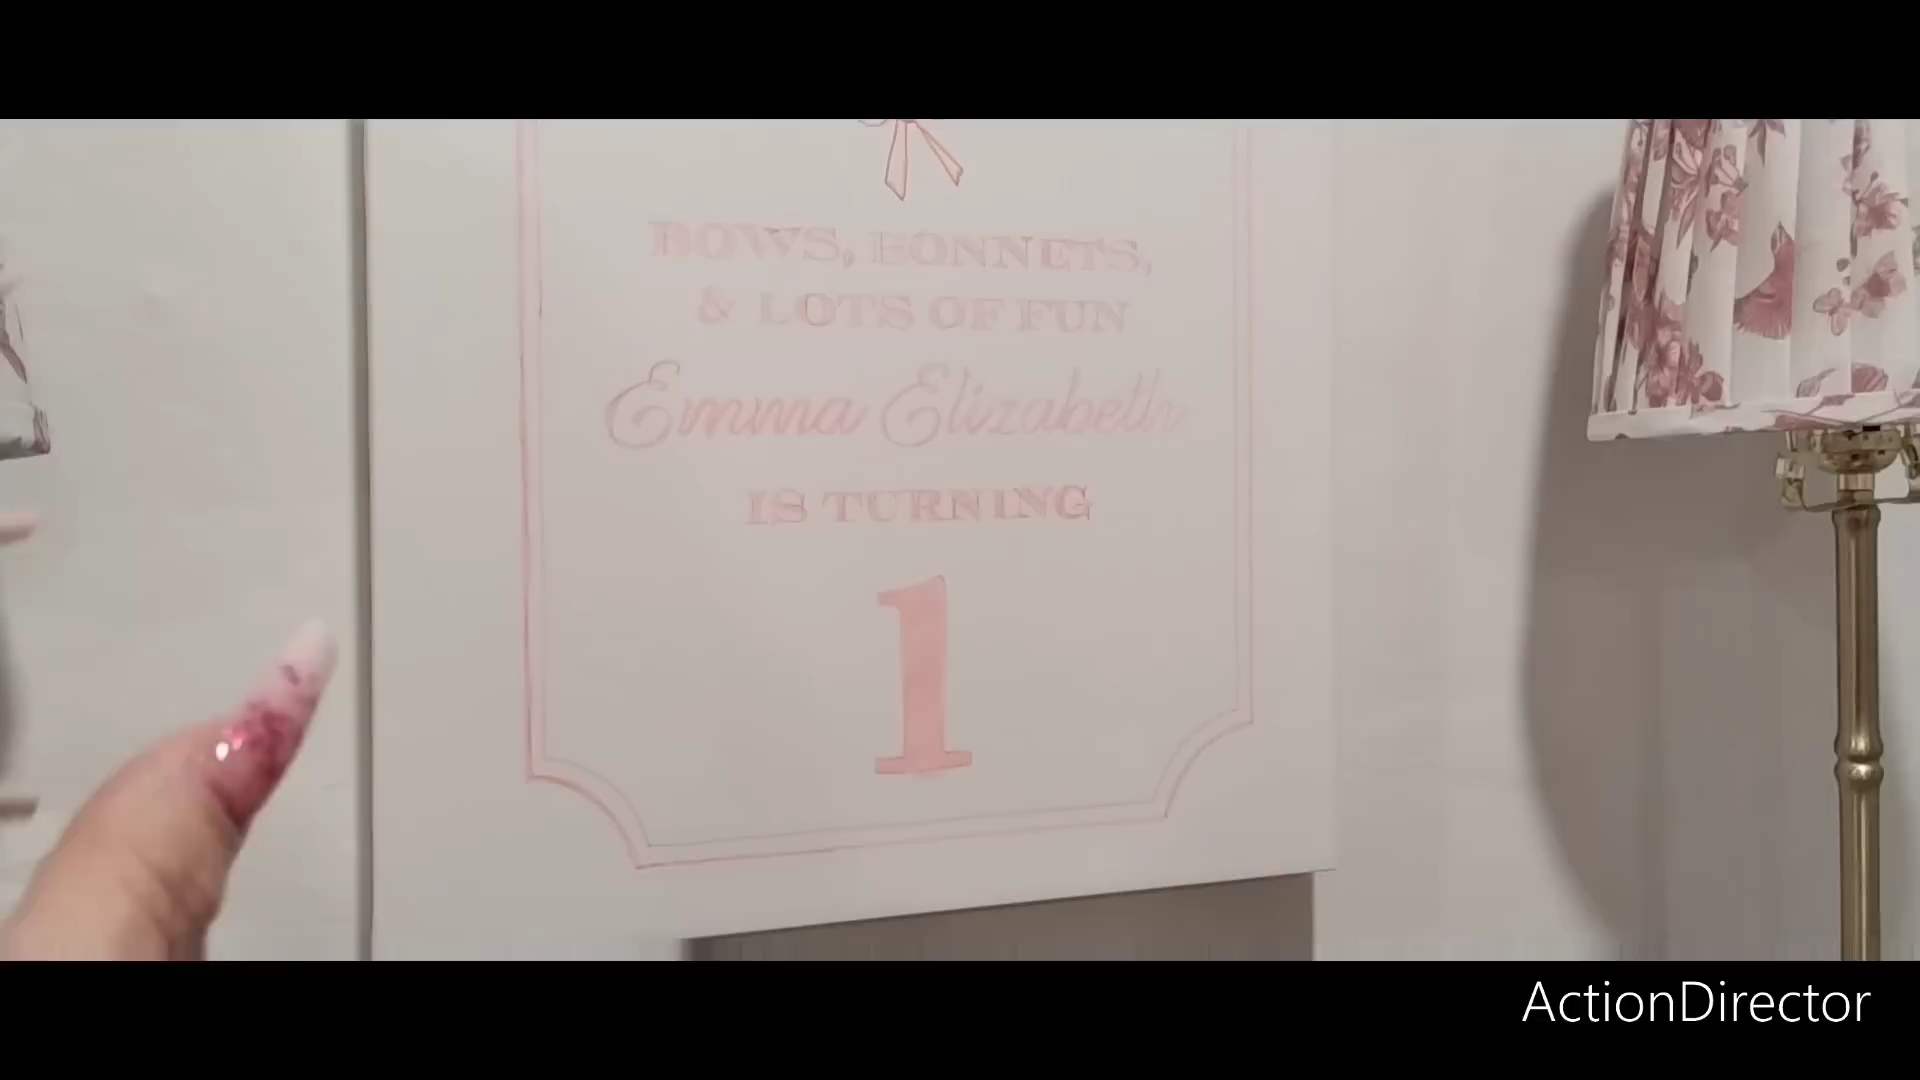 BOWS, BONNETS,
& LOTS OF FUN
Emma Elizabeth
IS TURNING
1
ActionDirector